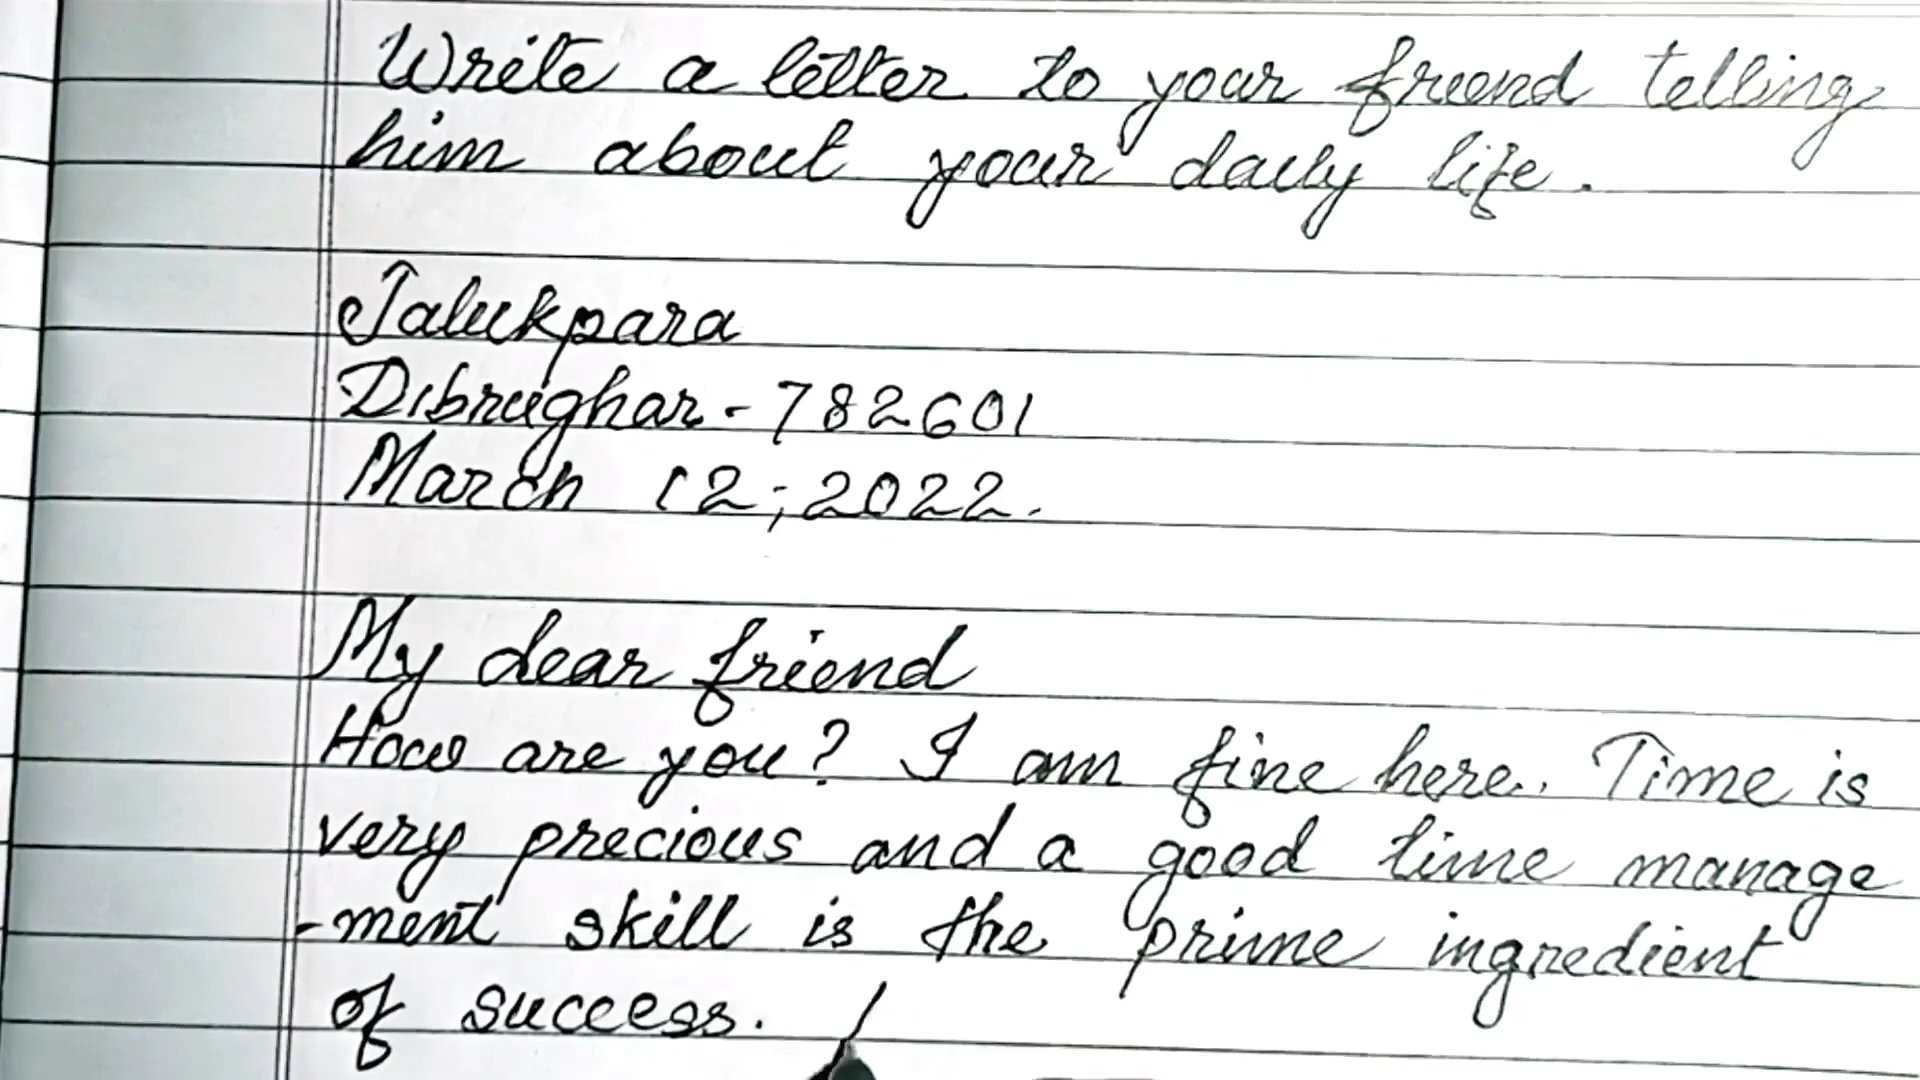 Write a letter to your friend telling
him about your daily life.
Talukpara
Dibrughar - 782601
March 12, 2022.
My dear friend
How are you? I am fine here. Time is
very precious and a good time manage
-ment skill is the prime ingredient
of success.